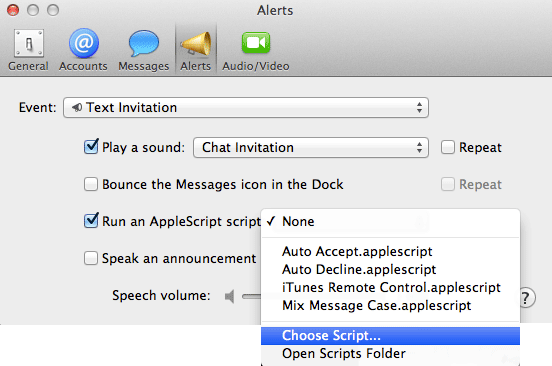 Alerts
General Accounts Messages Alerts Audio/Video
Event: Text Invitation
Play a sound: Chat Invitation Repeat
Bounce the Messages icon in the Dock Repeat
Run an AppleScript script ✓ None
Auto Accept.applescript
Auto Decline.applescript
Speak an announcement
iTunes Remote Control.applescript
Speech volume: Mix Message Case.applescript ?
Choose Script...
Open Scripts Folder